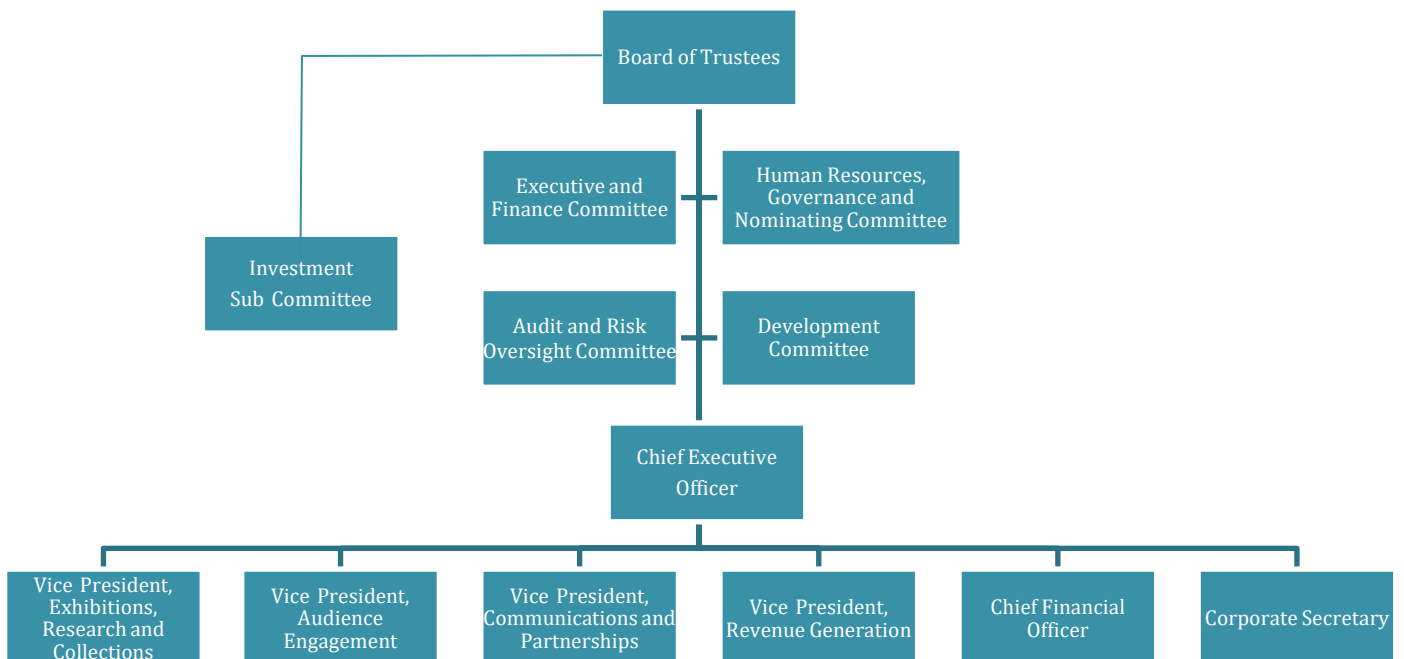 Board of Trustees
Executive and
Finance Committee
Human Resources,
Governance and
Nominating Committee
Investment
Sub Committee
Audit and Risk
Oversight Committee
Development
Committee
Chief Executive
Officer
Vice President,
Exhibitions,
Research and
Collections
Vice President,
Audience
Engagement
Vice President,
Communications and
Partnerships
Vice President,
Revenue Generation
Chief Financial
Officer
Corporate Secretary